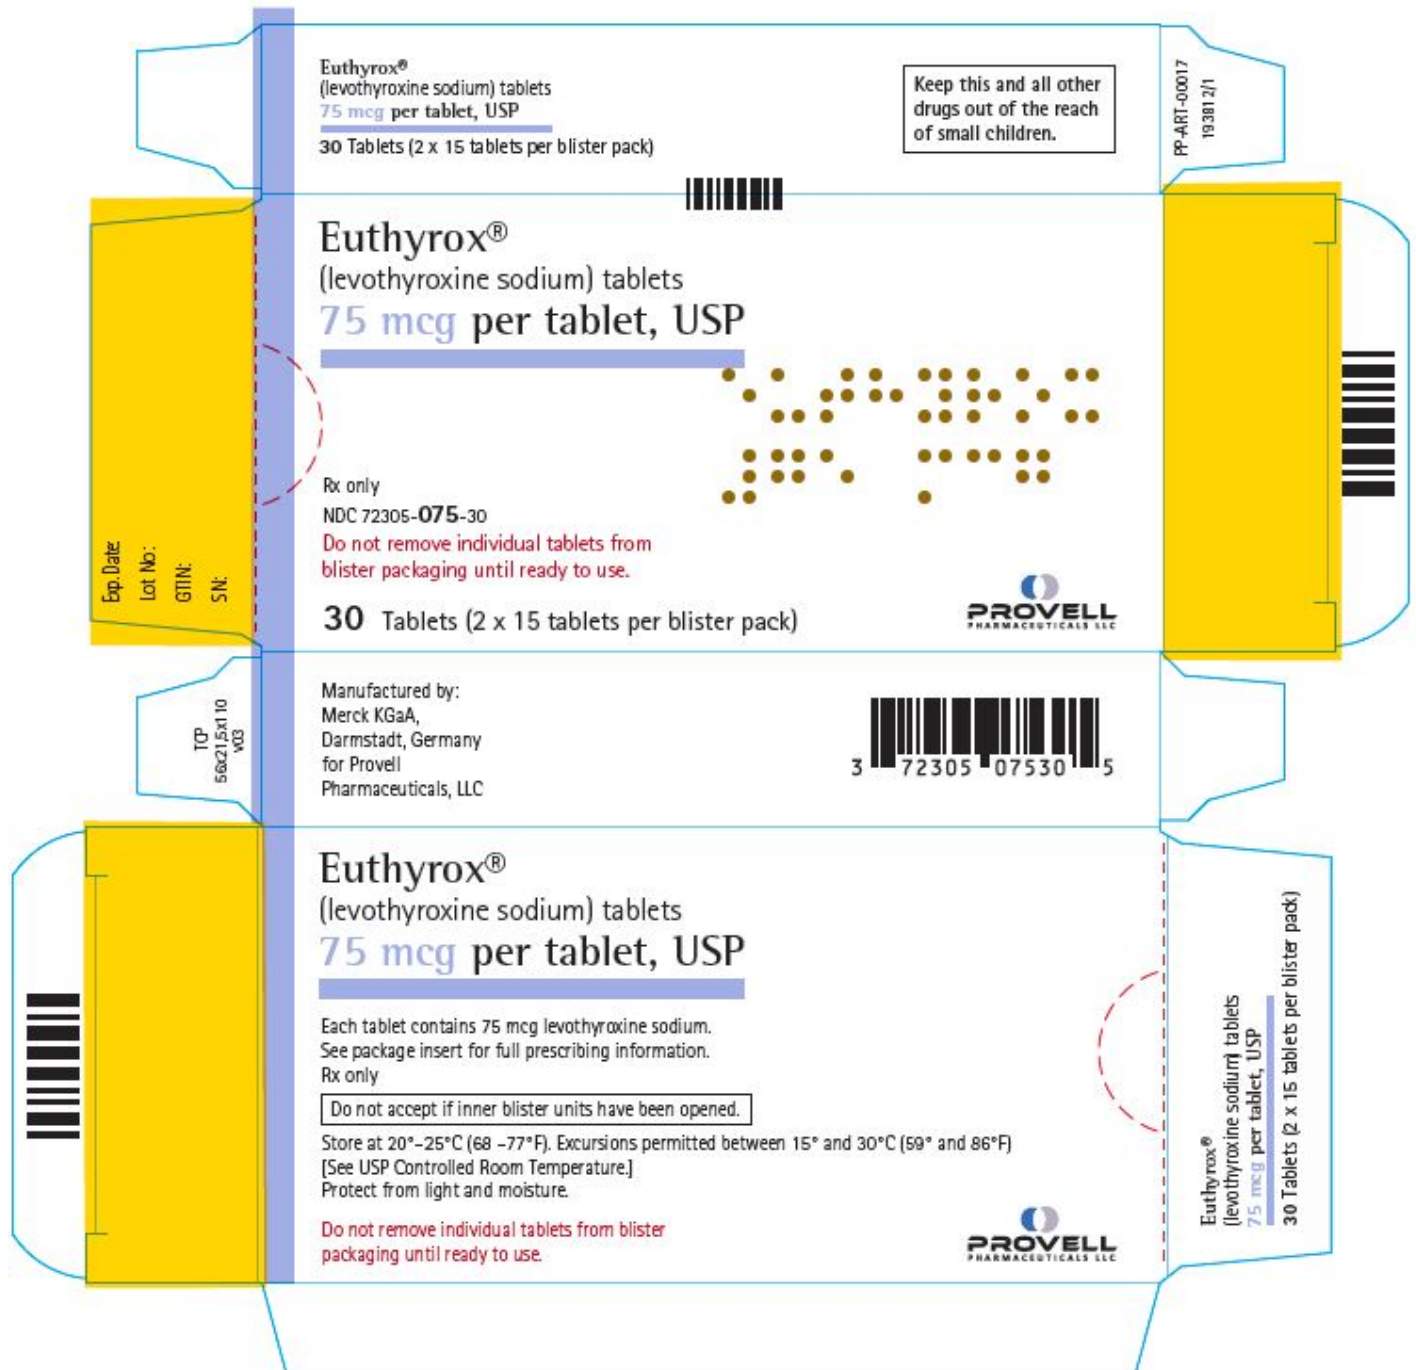 Euthyrox®
(levothyroxine sodium) tablets
75 mcg per tablet, USP
30 Tablets (2 x 15 tablets per blister pack)
Keep this and all other
drugs out of the reach
of small children.
PP-ART-00017
193812/1
Euthyrox®
(levothyroxine sodium) tablets
75 mcg per tablet, USP
Rx only
NDC 72305-075-30
Do not remove individual tablets from
blister packaging until ready to use.
30 Tablets (2 x 15 tablets per blister pack)
PROVELL
PHARMACEUTICALS LLC
Exp. Date:
Lot No.:
GTIN:
SN:
TCP
56x21,5x110
v03
Manufactured by:
Merck KGaA,
Darmstadt, Germany
for Provell
Pharmaceuticals, LLC
3 72305 07530 5
Euthyrox®
(levothyroxine sodium) tablets
75 mcg per tablet, USP
Each tablet contains 75 mcg levothyroxine sodium.
See package insert for full prescribing information.
Rx only
Do not accept if inner blister units have been opened.
Store at 20°–25°C (68 –77°F). Excursions permitted between 15° and 30°C (59° and 86°F)
[See USP Controlled Room Temperature.]
Protect from light and moisture.
Do not remove individual tablets from blister
packaging until ready to use.
PROVELL
PHARMACEUTICALS LLC
Euthyrox®
(levothyroxine sodium) tablets
75 mcg per tablet, USP
30 Tablets (2 x 15 tablets per blister pack)